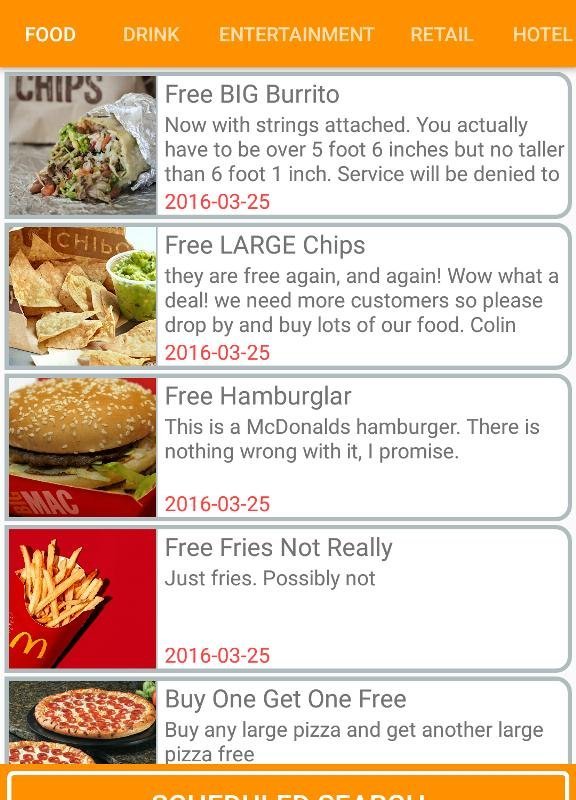 FOOD DRINK ENTERTAINMENT RETAIL HOTEL
CHIPS
Free BIG Burrito
Now with strings attached. You actually
have to be over 5 foot 6 inches but no taller
than 6 foot 1 inch. Service will be denied to
2016-03-25
CHIPO
Free LARGE Chips
they are free again, and again! Wow what a
deal! we need more customers so please
drop by and buy lots of our food. Colin
2016-03-25
Free Hamburglar
This is a McDonalds hamburger. There is
nothing wrong with it, I promise.
BIG
MAC
2016-03-25
Free Fries Not Really
Just fries. Possibly not
2016-03-25
Buy One Get One Free
Buy any large pizza and get another large
pizza free
SCHEDULED SEARCH